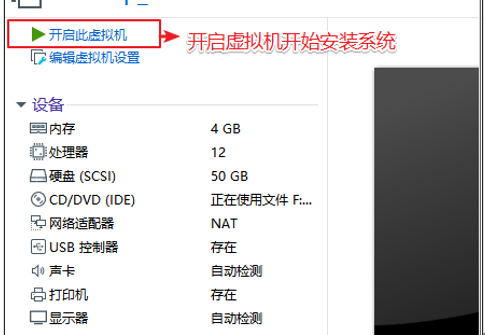 开启此虚拟机
开启虚拟机开始安装系统
编辑虚拟机设置
设备
内存 4 GB
处理器 12
硬盘 (SCSI) 50 GB
CD/DVD (IDE) 正在使用文件 F:...
网络适配器 NAT
USB 控制器 存在
声卡 自动检测
打印机 存在
显示器 自动检测